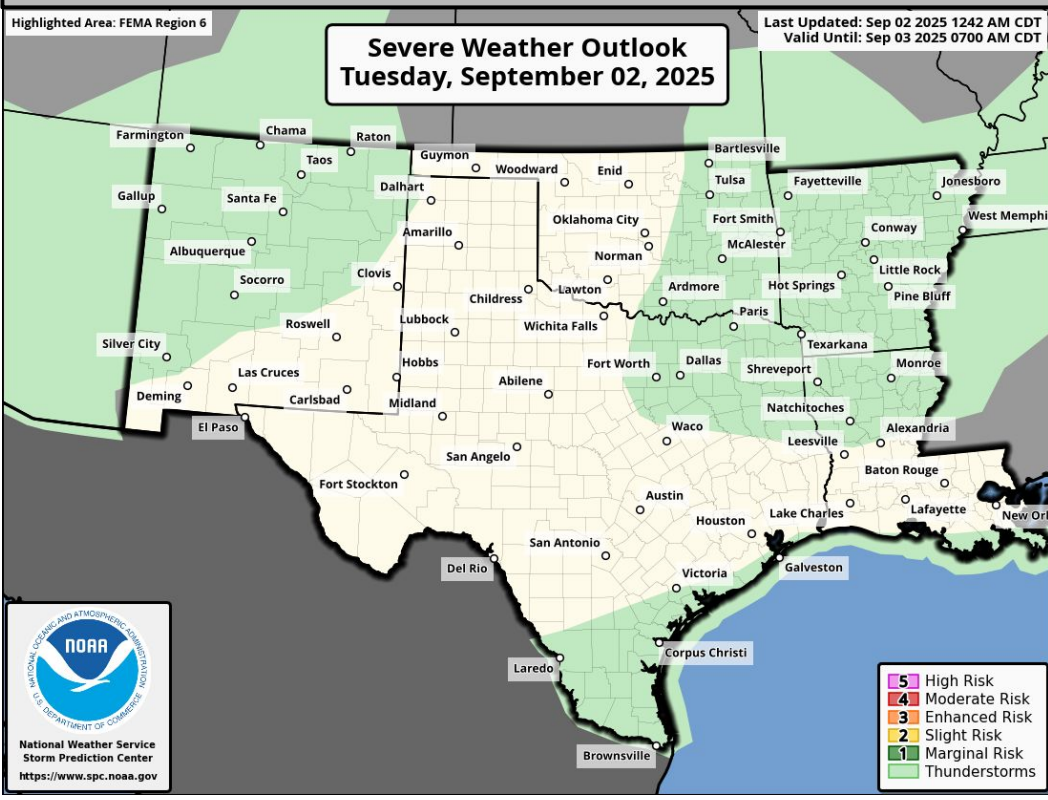 Highlighted Area: FEMA Region 6
Severe Weather Outlook
Tuesday, September 02, 2025
Last Updated: Sep 02 2025 1242 AM CDT
Valid Until: Sep 03 2025 0700 AM CDT
Farmington
Chama
Raton
Taos
Gallup
Santa Fe
Albuquerque
Socorro
Clovis
Roswell
Silver City
Las Cruces
Deming
Carlsbad
Hobbs
El Paso
Guymon
Woodward
Enid
Bartlesville
Tulsa
Dalhart
Oklahoma City
Fort Smith
McAlester
Amarillo
Norman
Lawton
Ardmore
Childress
Lubbock
Wichita Falls
Paris
Fayetteville
Jonesboro
West Memphi
Conway
Little Rock
Hot Springs
Pine Bluff
Texarkana
Fort Worth
Dallas
Shreveport
Monroe
Abilene
Midland
Natchitoches
Alexandria
Waco
Leesville
San Angelo
Fort Stockton
Baton Rouge
Austin
Lake Charles
Lafayette
New Orl
Houston
San Antonio
Del Rio
Galveston
Victoria
Laredo
Corpus Christi
Brownsville
NATIONAL OCEANIC AND ATMOSPHERIC ADMINISTRATION
NOAA
U.S. DEPARTMENT OF COMMERCE
National Weather Service
Storm Prediction Center
https://www.spc.noaa.gov
5 High Risk
4 Moderate Risk
3 Enhanced Risk
2 Slight Risk
1 Marginal Risk
Thunderstorms